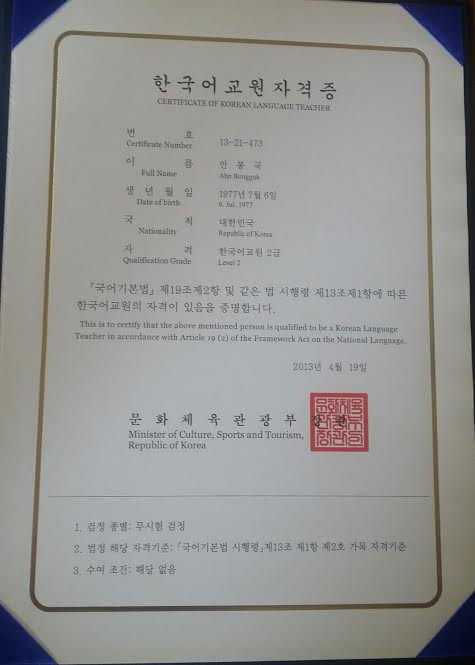 한국어교원자격증
CERTIFICATE OF KOREAN LANGUAGE TEACHER
번 호
Certificate Number 13-21-473
이 름 안 봉 국
Full Name Ahn Bongguk
생 년 월 일 1977년 7월 6일
Date of birth 6. Jul. 1977
국 적 대한민국
Nationality Republic of Korea
자 격 한국어교원 2급
Qualification Grade Level 2
「국어기본법」 제19조제2항 및 같은 법 시행령 제13조제1항에 따른
한국어교원의 자격이 있음을 증명합니다.
This is to certify that the above mentioned person is qualified to be a Korean Language
Teacher in accordance with Article 19 (2) of the Framework Act on the National Language.
2013년 4월 19일
문 화 체 육 관 광 부 장 관
Minister of Culture, Sports and Tourism,
Republic of Korea
문화체육관광부장관
1. 검정 종별: 무시험 검정
2. 법정 해당 자격기준: 「국어기본법 시행령」제13조 제1항 제2호 가목 자격기준
3. 수여 조건: 해당 없음